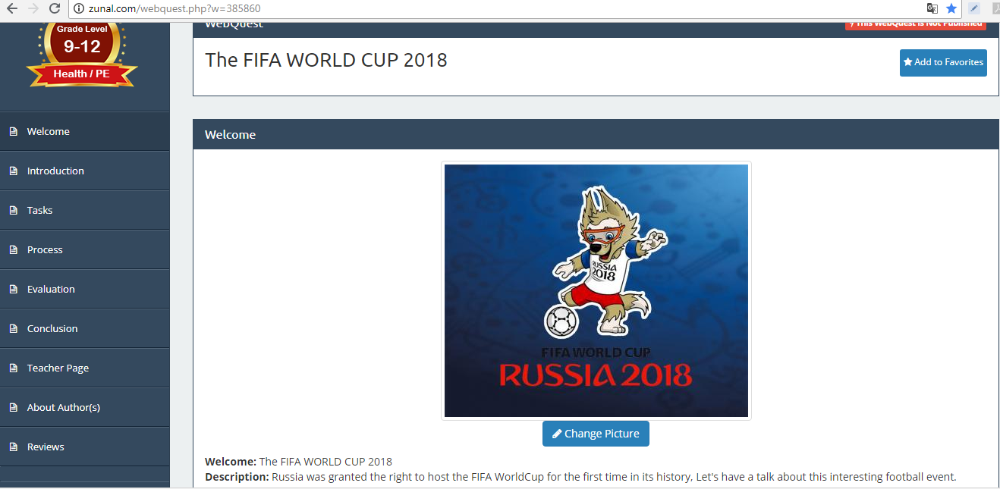 zunal.com/webquest.php?w=385860
Grade Level
9-12
Health / PE
WebQuest
This WebQuest is Not Published
The FIFA WORLD CUP 2018
Add to Favorites
Welcome
Introduction
Tasks
Process
Evaluation
Conclusion
Teacher Page
About Author(s)
Reviews
Welcome
RUSSIA
2018
FIFA WORLD CUP
RUSSIA 2018
Change Picture
Welcome: The FIFA WORLD CUP 2018
Description: Russia was granted the right to host the FIFA WorldCup for the first time in its history, Let's have a talk about this interesting football event.